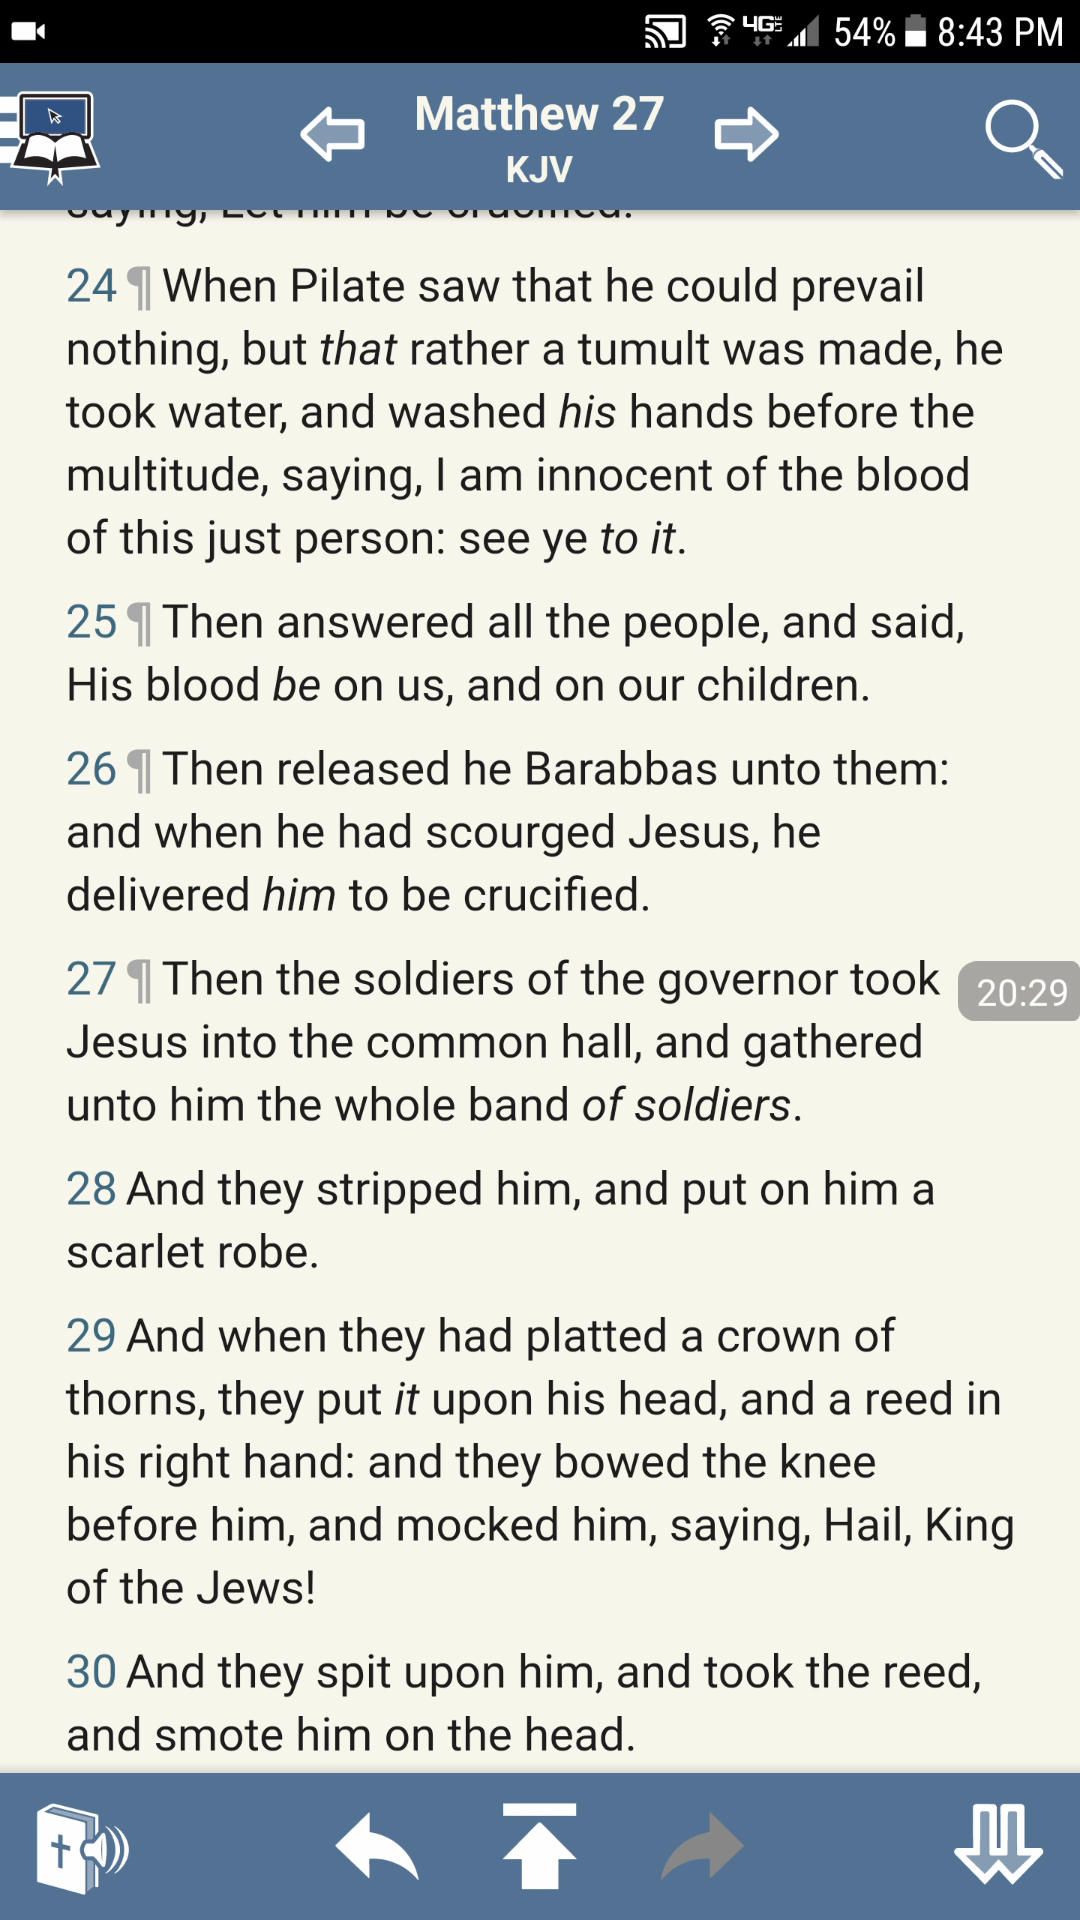 54% 8:43 PM
Matthew 27
KJV
saying, Let him be crucified.
24 ¶ When Pilate saw that he could prevail
nothing, but that rather a tumult was made, he
took water, and washed his hands before the
multitude, saying, I am innocent of the blood
of this just person: see ye to it.
25 ¶ Then answered all the people, and said,
His blood be on us, and on our children.
26 ¶ Then released he Barabbas unto them:
and when he had scourged Jesus, he
delivered him to be crucified.
27 ¶ Then the soldiers of the governor took
20:29
Jesus into the common hall, and gathered
unto him the whole band of soldiers.
28 And they stripped him, and put on him a
scarlet robe.
29 And when they had platted a crown of
thorns, they put it upon his head, and a reed in
his right hand: and they bowed the knee
before him, and mocked him, saying, Hail, King
of the Jews!
30 And they spit upon him, and took the reed,
and smote him on the head.